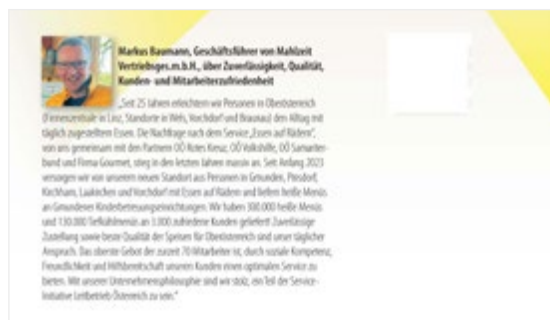 Markus Baumann, Geschäftsführer von Mahlzeit
Vertriebsges.m.b.H., über Zuverlässigkeit, Qualität,
Kunden- und Mitarbeiterzufriedenheit
„Seit 25 Jahren erleichtern wir Personen in Oberösterreich
(Firmenzentrale in Linz, Standorte in Wels, Vorchdorf und Braunau) den Alltag mit
täglich zugestelltem Essen. Die Nachfrage nach dem Service „Essen auf Rädern“,
von uns gemeinsam mit den Partnern OÖ Rotes Kreuz, OÖ Volkshilfe, OÖ Samariter-
bund und Firma Gourmet, stieg in den letzten Jahren massiv an. Seit Anfang 2023
versorgen wir von unserem neuen Standort aus Personen in Gmunden, Pinsdorf,
Kirchham, Laakirchen und Vorchdorf mit Essen auf Rädern und liefern heiße Menüs
an Gmundener Kinderbetreuungseinrichtungen. Wir haben 300.000 heiße Menüs
und 130.000 Tiefkühlmenüs an 3.000 zufriedene Kunden geliefert! Zuverlässige
Zustellung sowie beste Qualität der Speisen für Oberösterreich sind unser täglicher
Anspruch. Das oberste Gebot der zurzeit 70 Mitarbeiter ist, durch soziale Kompetenz,
Freundlichkeit und Hilfsbereitschaft unseren Kunden einen optimalen Service zu
bieten. Mit unserer Unternehmensphilosophie sind wir stolz, ein Teil der Service-
Initiative Leitbetrieb Österreich zu sein.“